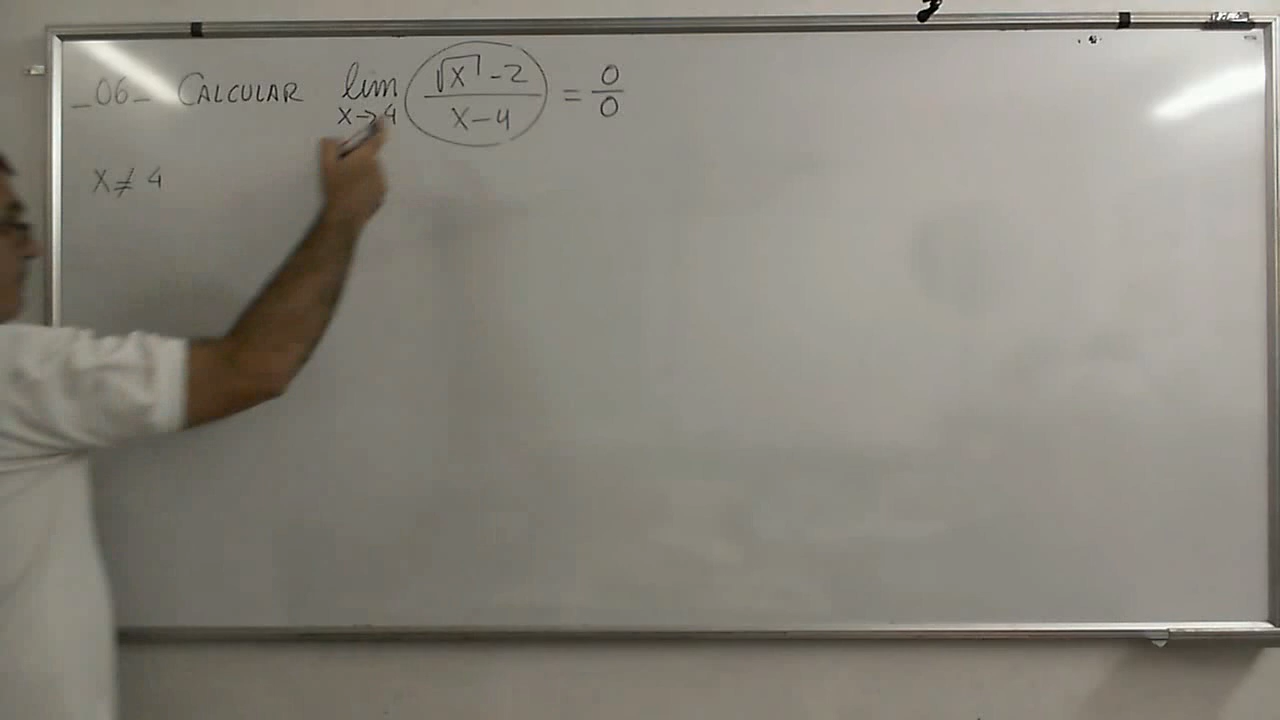 _06_ CALCULAR lim x→4 (√x - 2)/(x - 4) = 0/0
x ≠ 4